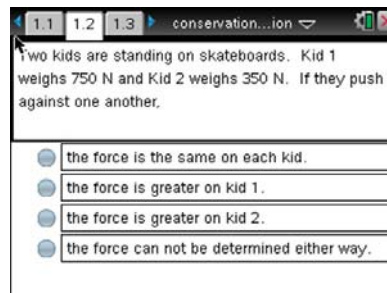 1.1 1.2 1.3 conservation...ion
Two kids are standing on skateboards. Kid 1
weighs 750 N and Kid 2 weighs 350 N. If they push
against one another,
the force is the same on each kid.
the force is greater on kid 1.
the force is greater on kid 2.
the force can not be determined either way.